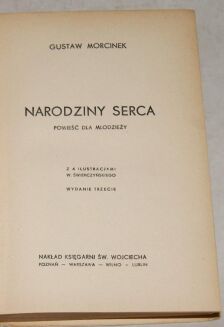 GUSTAW MORCINEK
NARODZINY SERCA
POWIEŚĆ DLA MŁODZIEŻY
Z 4 ILUSTRACJAMI
W. ŚWIERCZYŃSKIEGO
WYDANIE TRZECIE
NAKŁAD KSIĘGARNI ŚW. WOJCIECHA
POZNAŃ — WARSZAWA — WILNO — LUBLIN